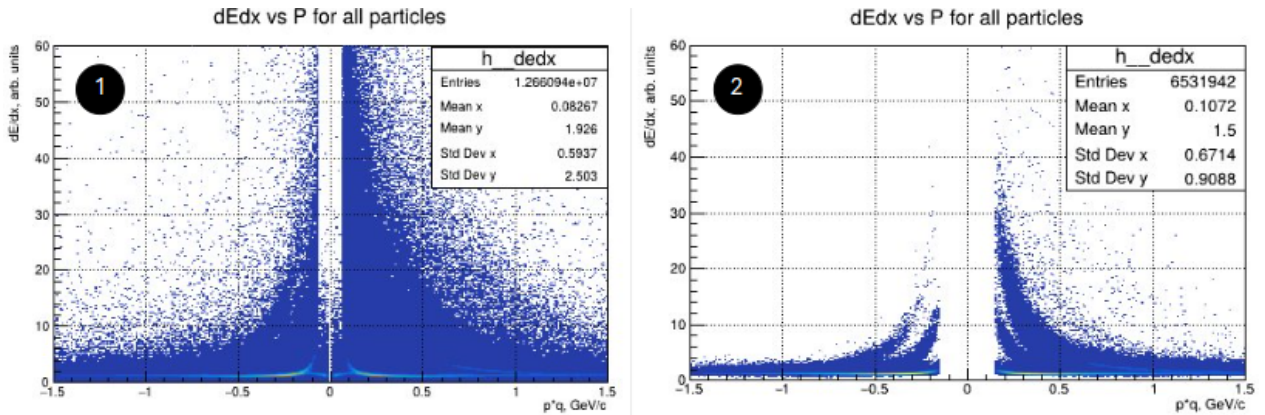 dEdx vs P for all particles
dE/dx, arb. units
60
50
40
30
20
10
0
1
h__dedx
Entries 1.266094e+07
Mean x 0.08267
Mean y 1.926
Std Dev x 0.5937
Std Dev y 2.503
−1.5 −1 −0.5 0 0.5 1 1.5
p*q, GeV/c
dEdx vs P for all particles
dE/dx, arb. units
60
50
40
30
20
10
0
2
h__dedx
Entries 6531942
Mean x 0.1072
Mean y 1.5
Std Dev x 0.6714
Std Dev y 0.9088
−1.5 −1 −0.5 0 0.5 1 1.5
p*q, GeV/c